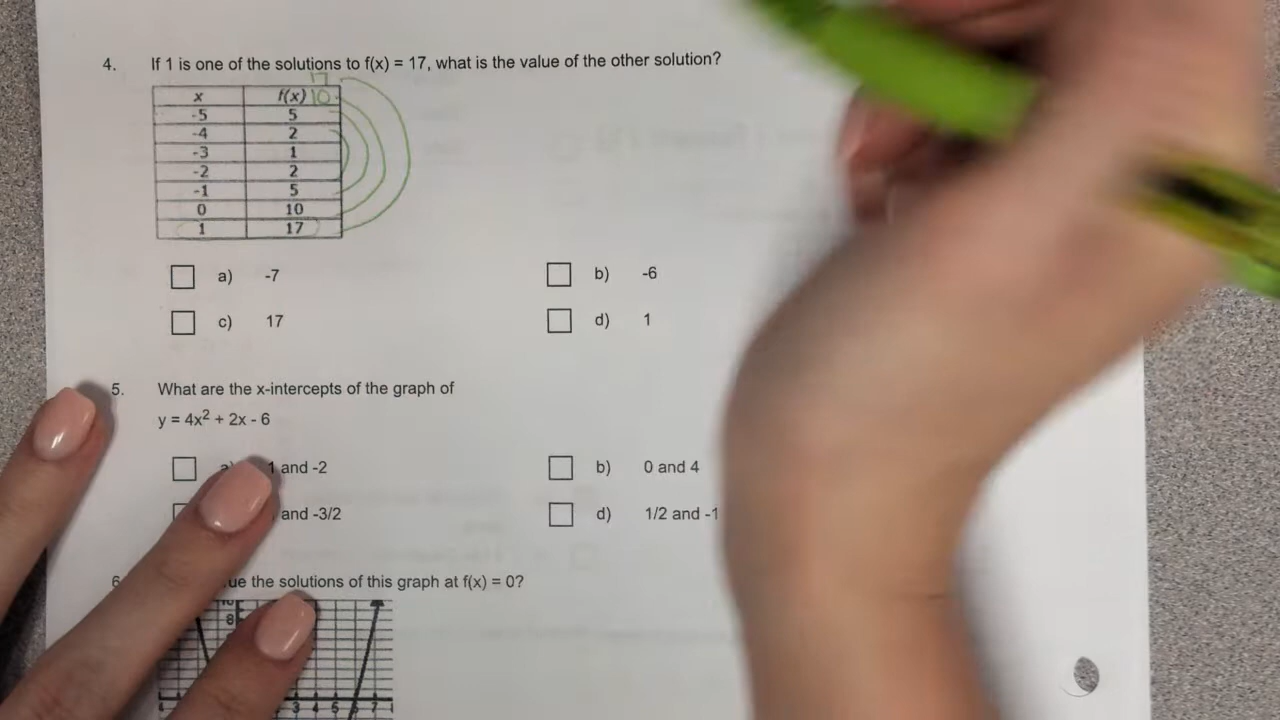 4. If 1 is one of the solutions to f(x) = 17, what is the value of the other solution?
17
x f(x) 10
-5 5
-4 2
-3 1
-2 2
-1 5
0 10
1 17
a) -7 b) -6
c) 17 d) 1
5. What are the x-intercepts of the graph of
y = 4x² + 2x - 6
1 and -2 b) 0 and 4
and -3/2 d) 1/2 and -1
6 the solutions of this graph at f(x) = 0?
8
3 4 5 7